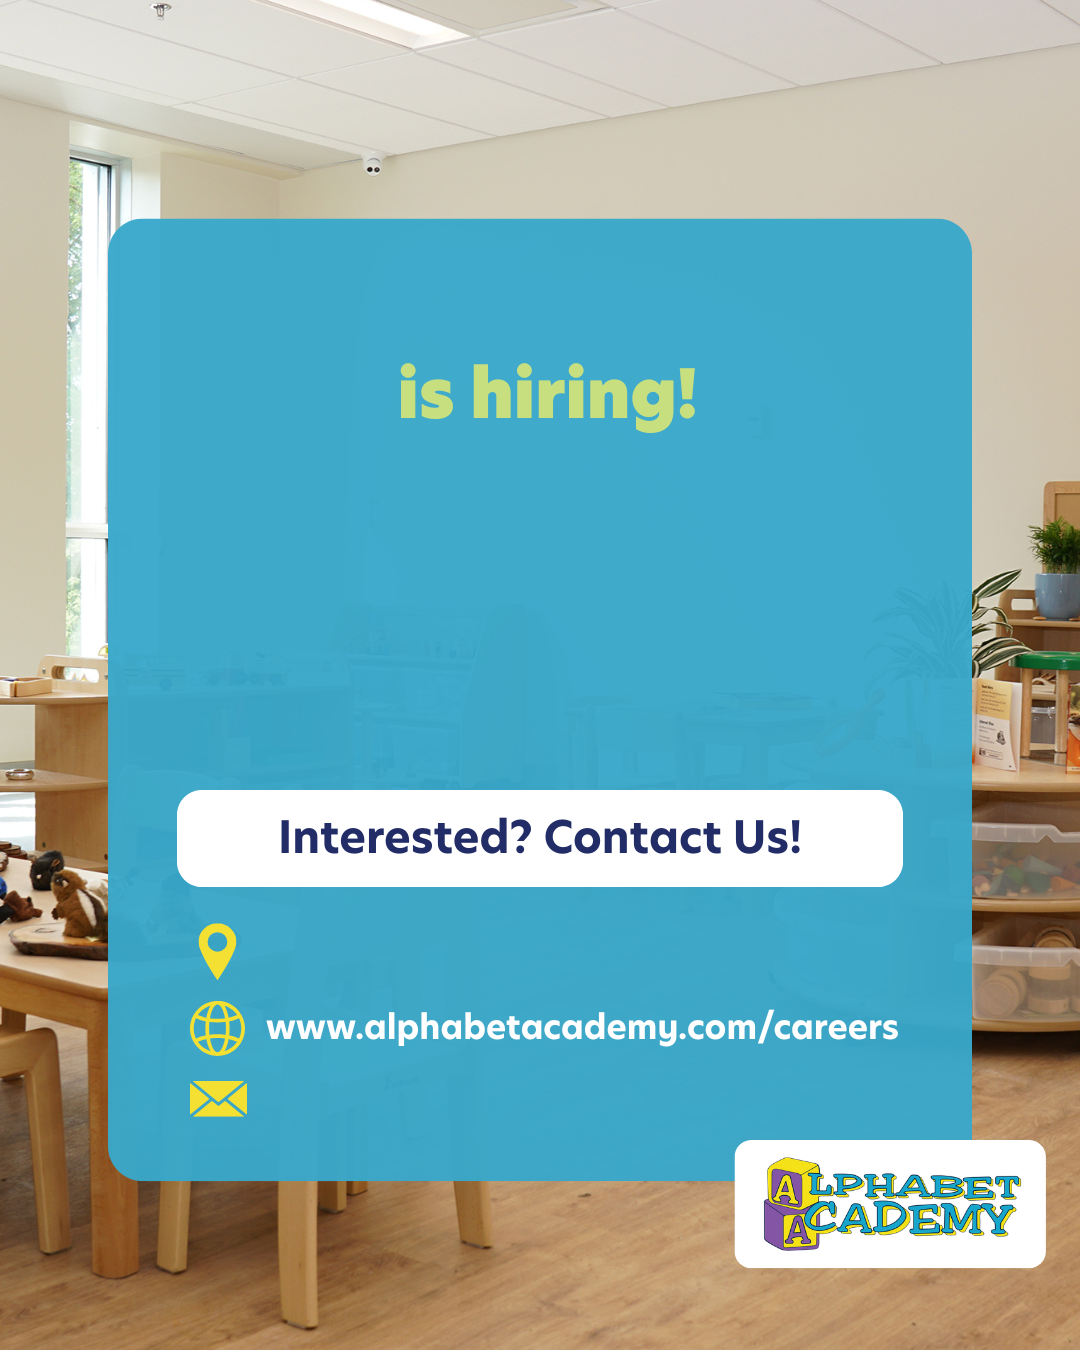 is hiring!
Interested? Contact Us!
www.alphabetacademy.com/careers
ALPHABET
ACADEMY